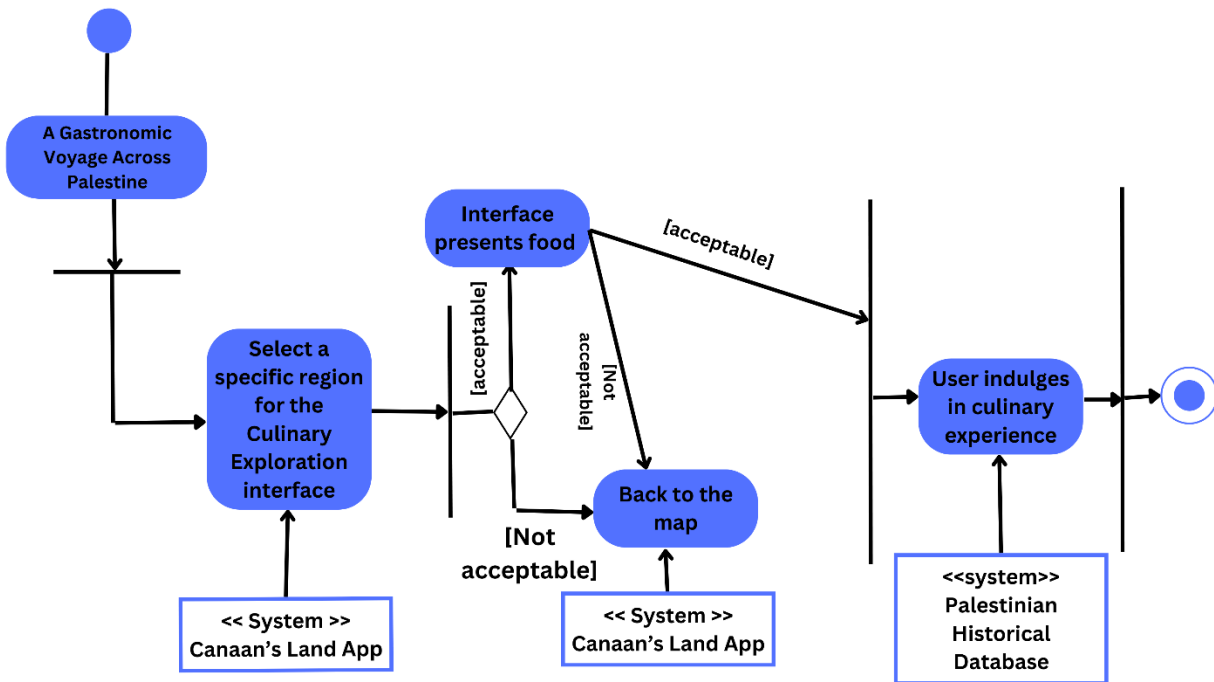 A Gastronomic
Voyage Across
Palestine
Select a
specific region
for the
Culinary
Exploration
interface
<< System >>
Canaan's Land App
Interface
presents food
[acceptable]
[Not
acceptable]
[Not
acceptable]
[acceptable]
Back to the
map
<< System >>
Canaan's Land App
User indulges
in culinary
experience
<<system>>
Palestinian
Historical
Database